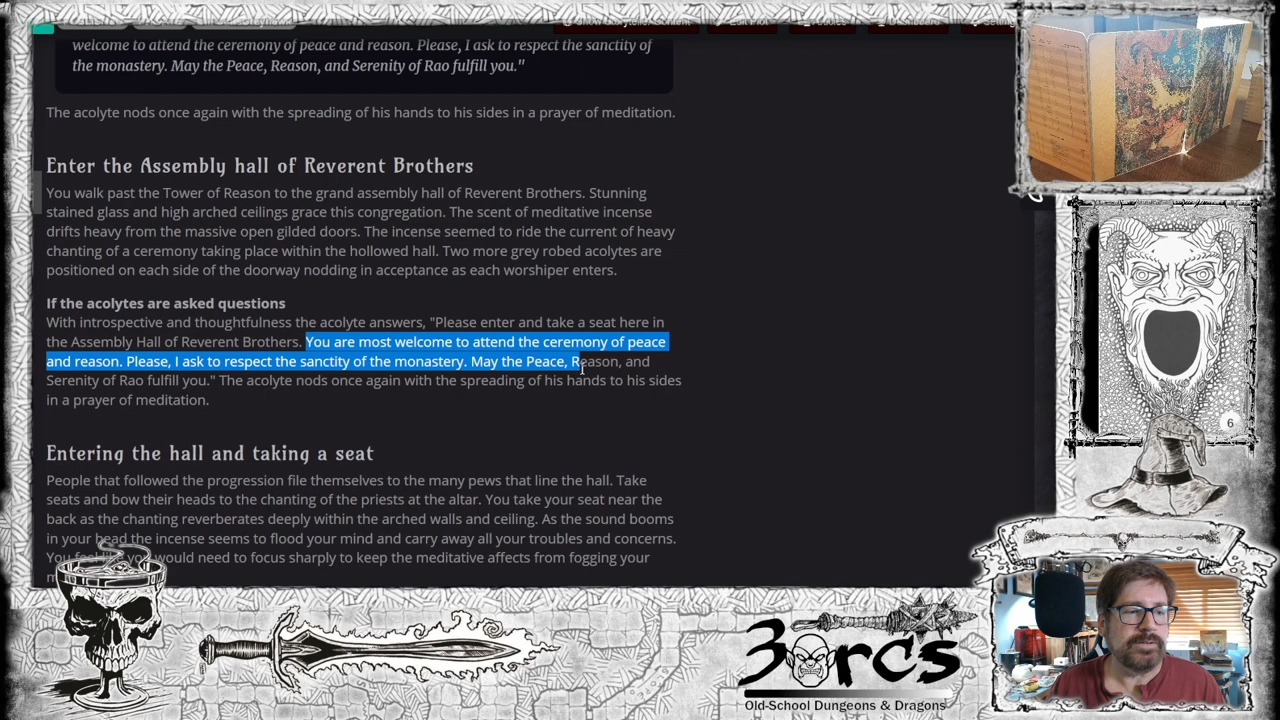 welcome to attend the ceremony of peace and reason. Please, I ask to respect the sanctity of
the monastery. May the Peace, Reason, and Serenity of Rao fulfill you."
The acolyte nods once again with the spreading of his hands to his sides in a prayer of meditation.
Enter the Assembly hall of Reverent Brothers
You walk past the Tower of Reason to the grand assembly hall of Reverent Brothers. Stunning
stained glass and high arched ceilings grace this congregation. The scent of meditative incense
drifts heavy from the massive open gilded doors. The incense seemed to ride the current of heavy
chanting of a ceremony taking place within the hollowed hall. Two more grey robed acolytes are
positioned on each side of the doorway nodding in acceptance as each worshiper enters.
If the acolytes are asked questions
With introspective and thoughtfulness the acolyte answers, "Please enter and take a seat here in
the Assembly Hall of Reverent Brothers. You are most welcome to attend the ceremony of peace
and reason. Please, I ask to respect the sanctity of the monastery. May the Peace, Reason, and
Serenity of Rao fulfill you." The acolyte nods once again with the spreading of his hands to his sides
in a prayer of meditation.
Entering the hall and taking a seat
People that followed the progression file themselves to the many pews that line the hall. Take
seats and bow their heads to the chanting of the priests at the altar. You take your seat near the
back as the chanting reverberates deeply within the arched walls and ceiling. As the sound booms
in your head the incense seems to flood your mind and carry away all your troubles and concerns.
You feel like you would need to focus sharply to keep the meditative affects from fogging your
6
3 orcs
Old-School Dungeons & Dragons